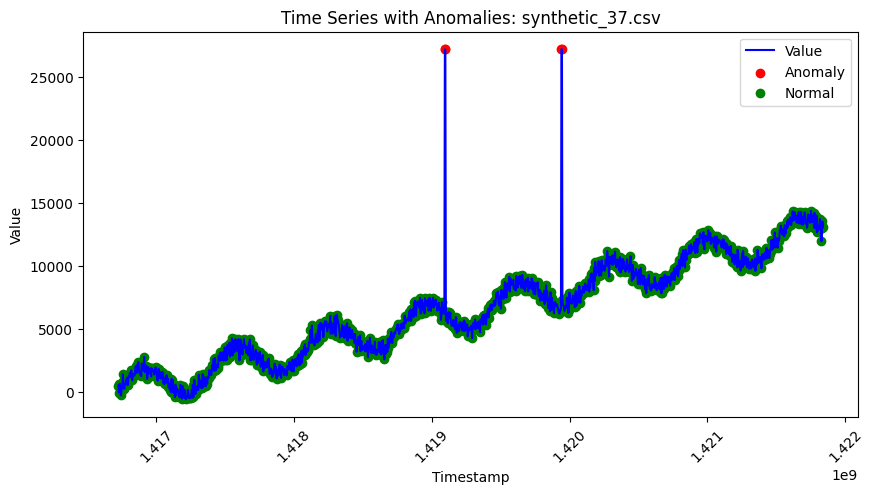 Time Series with Anomalies: synthetic_37.csv
Value
Anomaly
Normal
25000
20000
15000
10000
5000
0
Value
1.417
1.418
1.419
1.420
1.421
1.422
1e9
Timestamp